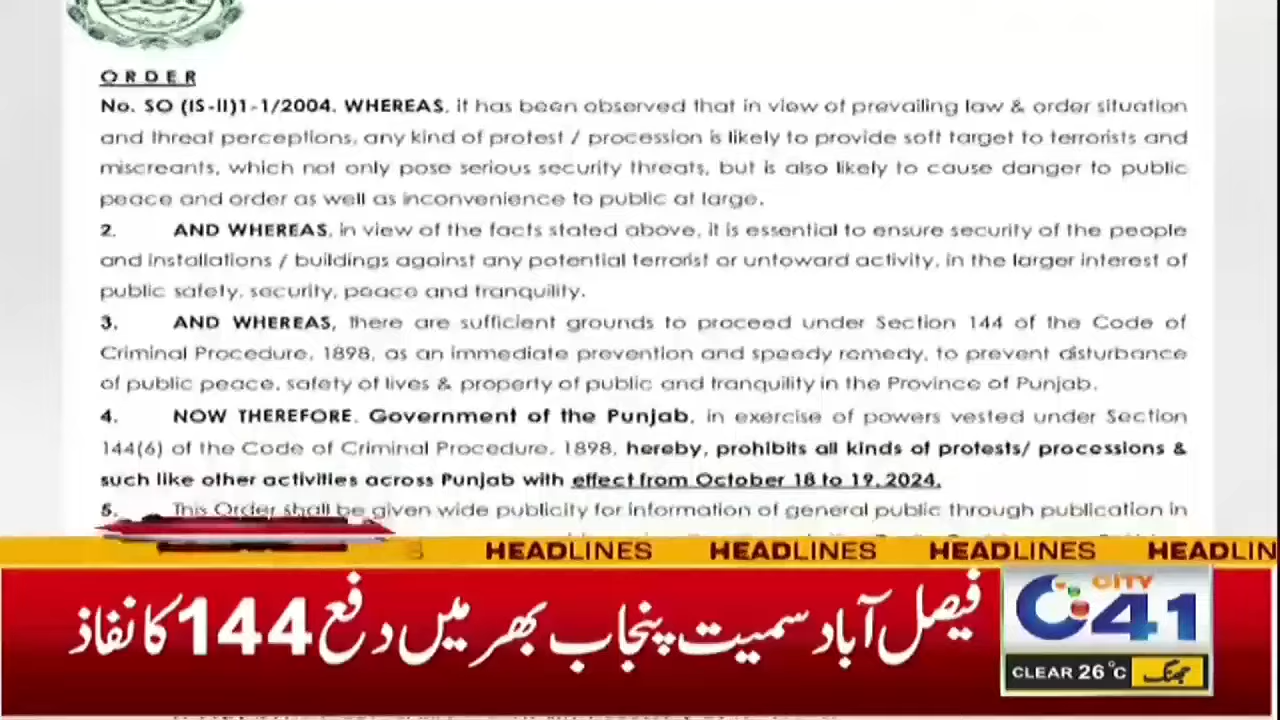 ORDER
No. SO (IS-II)1-1/2004. WHEREAS, it has been observed that in view of prevailing law & order situation
and threat perceptions, any kind of protest / procession is likely to provide soft target to terrorists and
miscreants, which not only pose serious security threats, but is also likely to cause danger to public
peace and order as well as inconvenience to public at large.
2. AND WHEREAS, in view of the facts stated above, it is essential to ensure security of the people
and installations / buildings against any potential terrorist or untoward activity, in the larger interest of
public safety, security, peace and tranquility.
3. AND WHEREAS, there are sufficient grounds to proceed under Section 144 of the Code of
Criminal Procedure, 1898, as an immediate prevention and speedy remedy, to prevent disturbance
of public peace, safety of lives & property of public and tranquility in the Province of Punjab.
4. NOW THEREFORE, Government of the Punjab, in exercise of powers vested under Section
144(6) of the Code of Criminal Procedure, 1898, hereby, prohibits all kinds of protests/ processions &
such like other activities across Punjab with effect from October 18 to 19, 2024.
5. This Order shall be given wide publicity for information of general public through publication in
HEADLINES HEADLINES HEADLINES HEADLIN
فیصل آباد سمیت پنجاب بھر میں دفع 144 کا نفاذ
CITY
41
CLEAR 26°C جھنگ